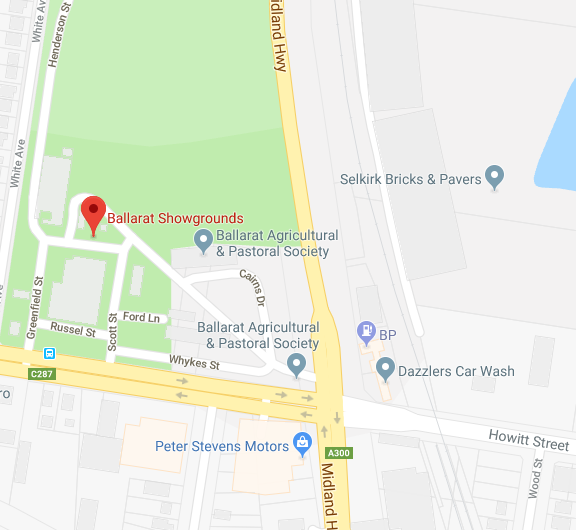 White Ave
Henderson St
idland Hwy
White Ave
Selkirk Bricks & Pavers
Ballarat Showgrounds
Ballarat Agricultural
& Pastoral Society
Cairns Dr
Greenfield St
Scott St
Ford Ln
Russel St
Ballarat Agricultural
& Pastoral Society
BP
Whykes St
Dazzlers Car Wash
C287
ro
Howitt Street
Peter Stevens Motors
A300
Midland H
Wood St